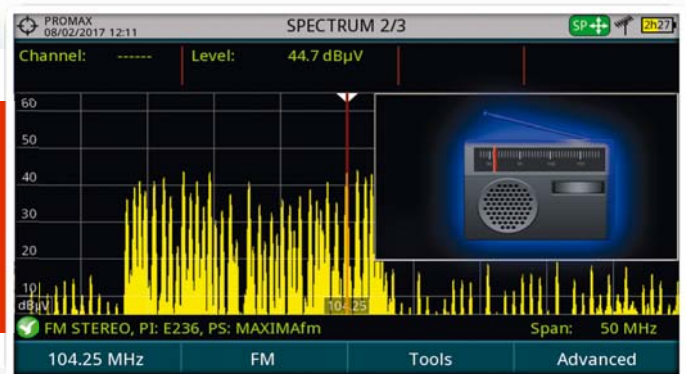 PROMAX
08/02/2017 12:11
SPECTRUM 2/3
SP
2h27
Channel: ------ Level: 44.7 dBµV
60
50
40
30
20
10
dBµV
104.25
FM STEREO, PI: E236, PS: MAXIMAfm Span: 50 MHz
104.25 MHz FM Tools Advanced